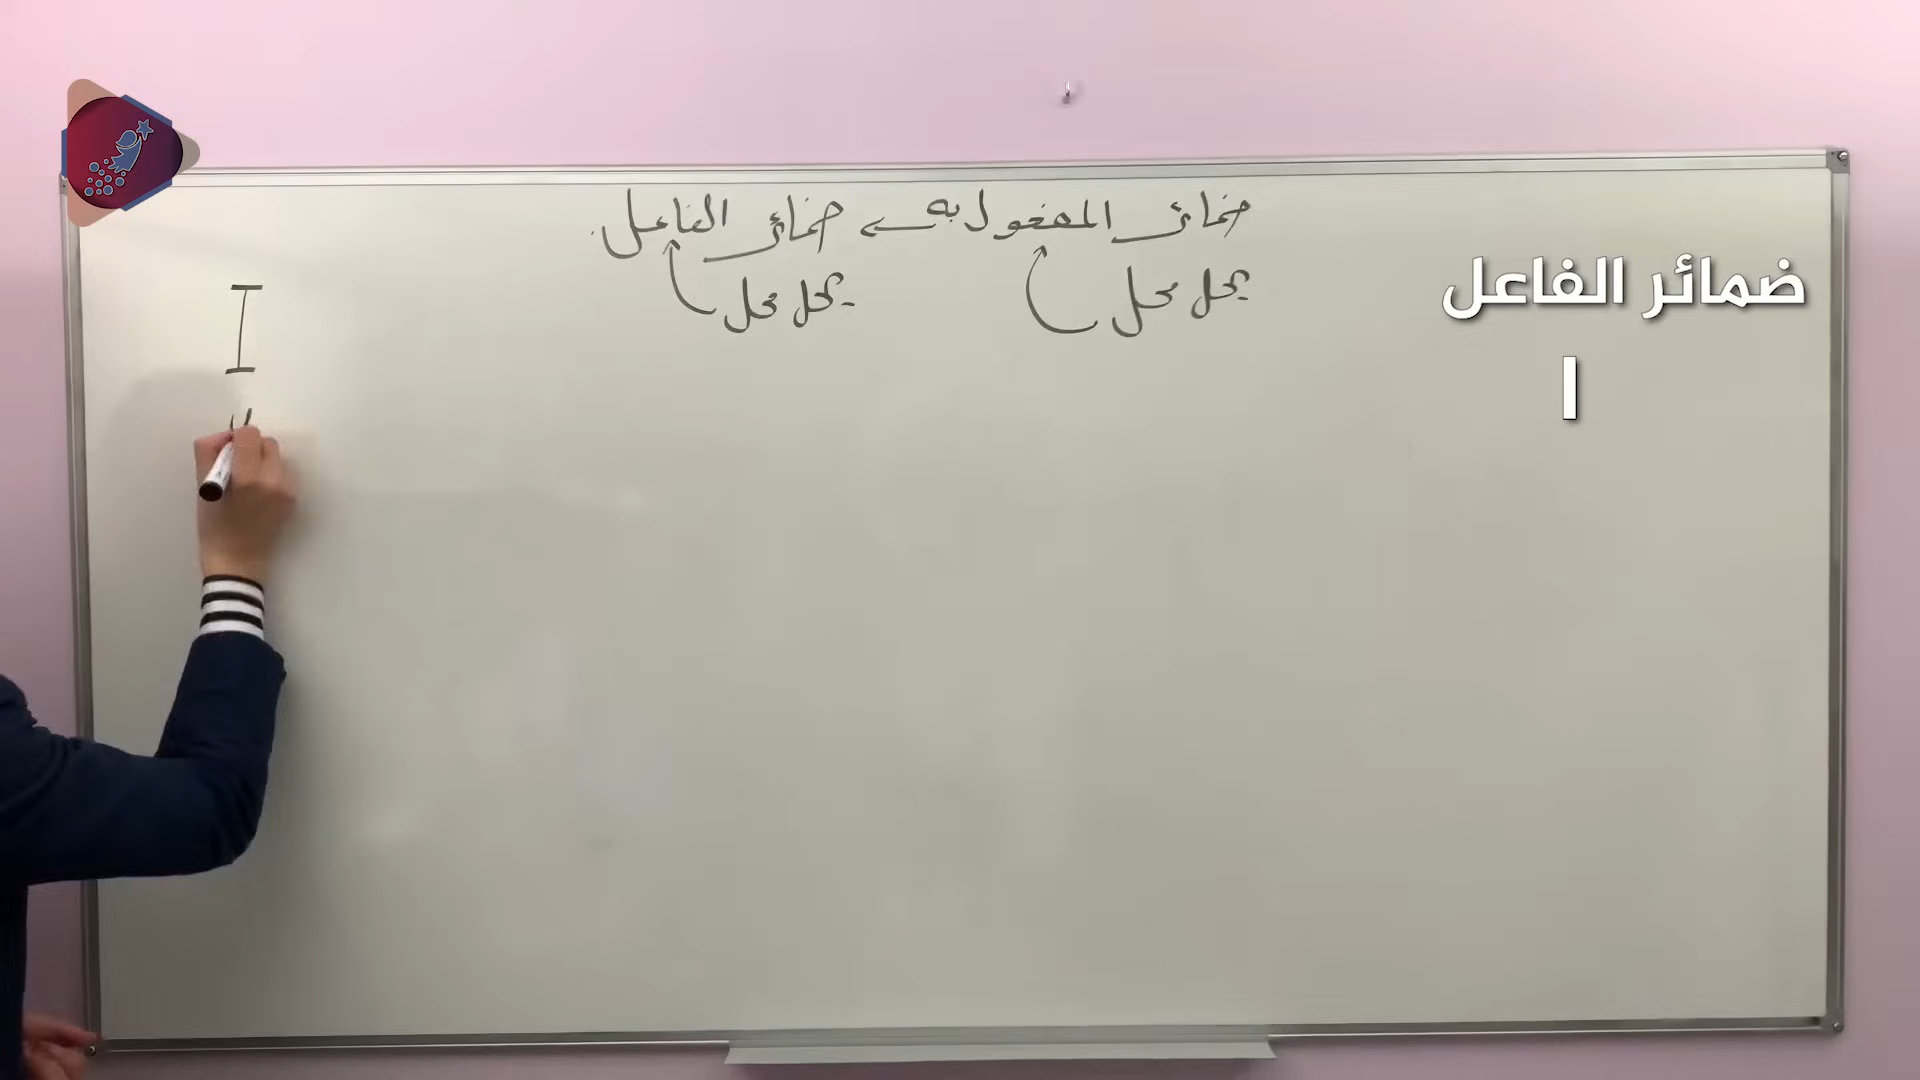 ضمائر المفعول به ← ضمائر الفاعل
يحل محل يحل محل
ضمائر الفاعل
I
I